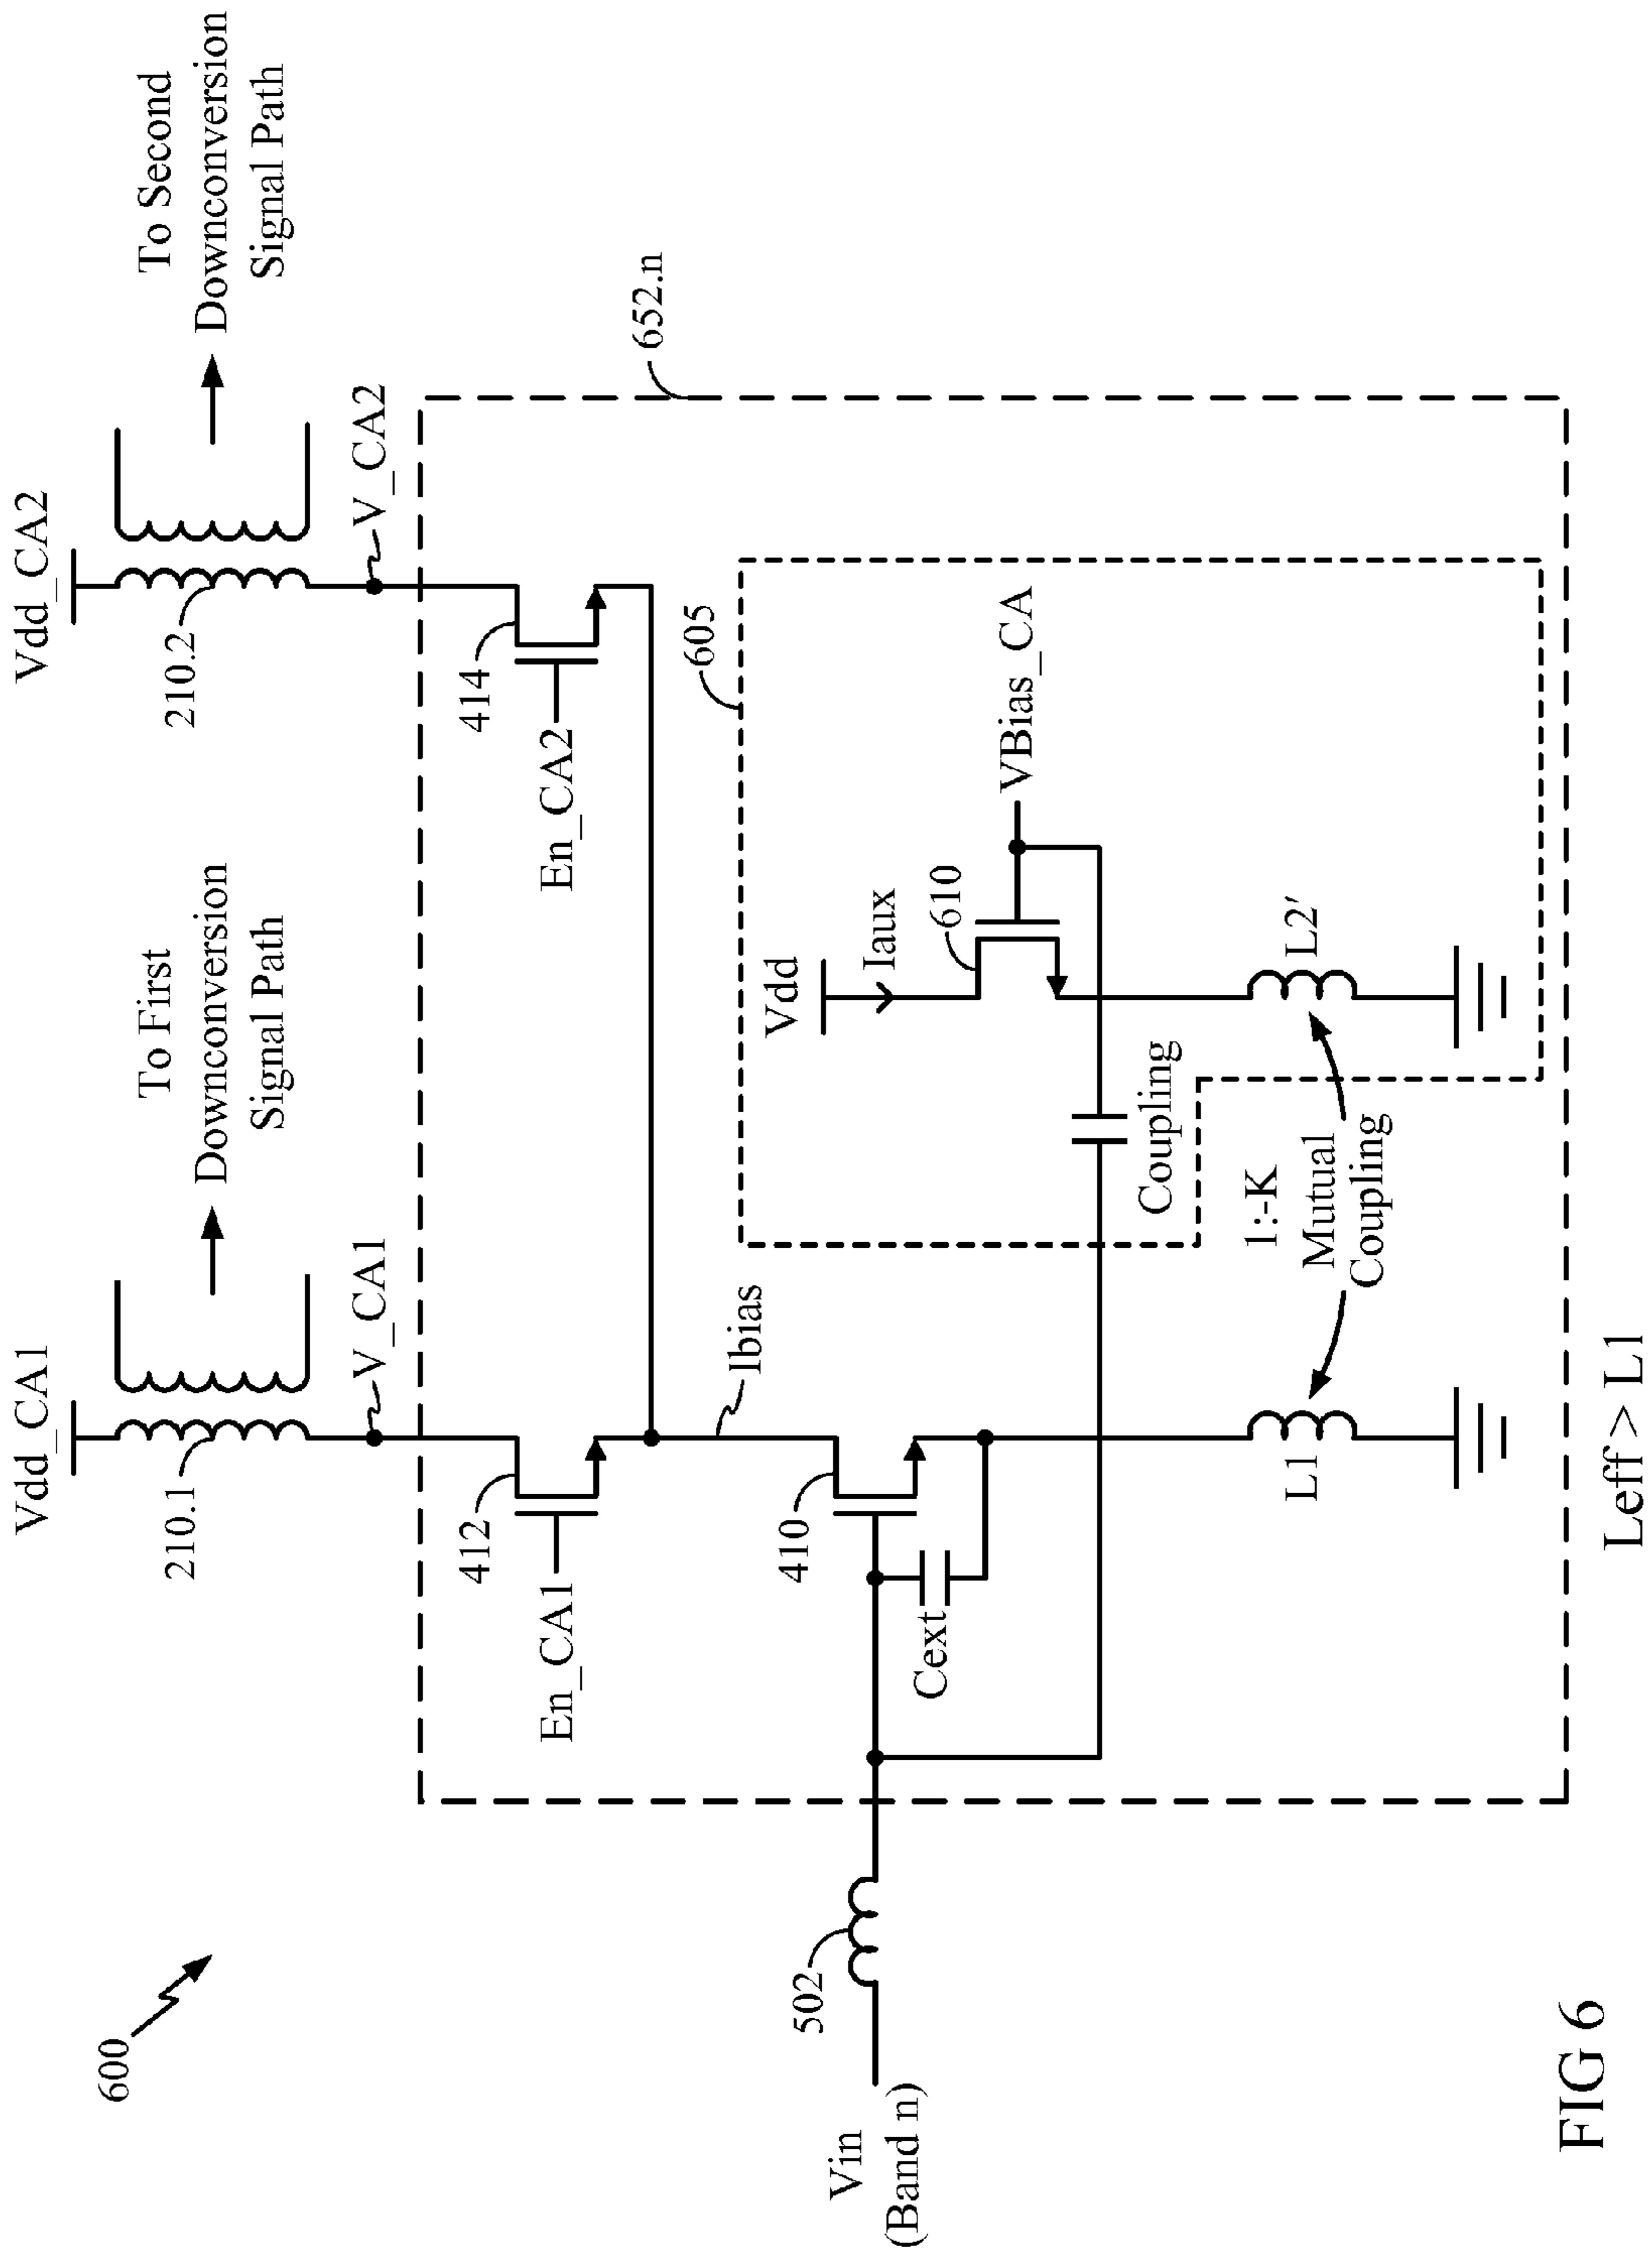 600
Vdd_CA1
Vdd_CA2
To First
Downconversion
Signal Path
To Second
Downconversion
Signal Path
210.1
210.2
V_CA1
V_CA2
652.n
412
414
En_CA1
En_CA2
Ibias
605
410
Cext
Vdd
Iaux
610
VBias_CA
502
Vin
(Band n)
Coupling
1:-K
Mutual
Coupling
L1
L2'
Leff > L1
FIG 6